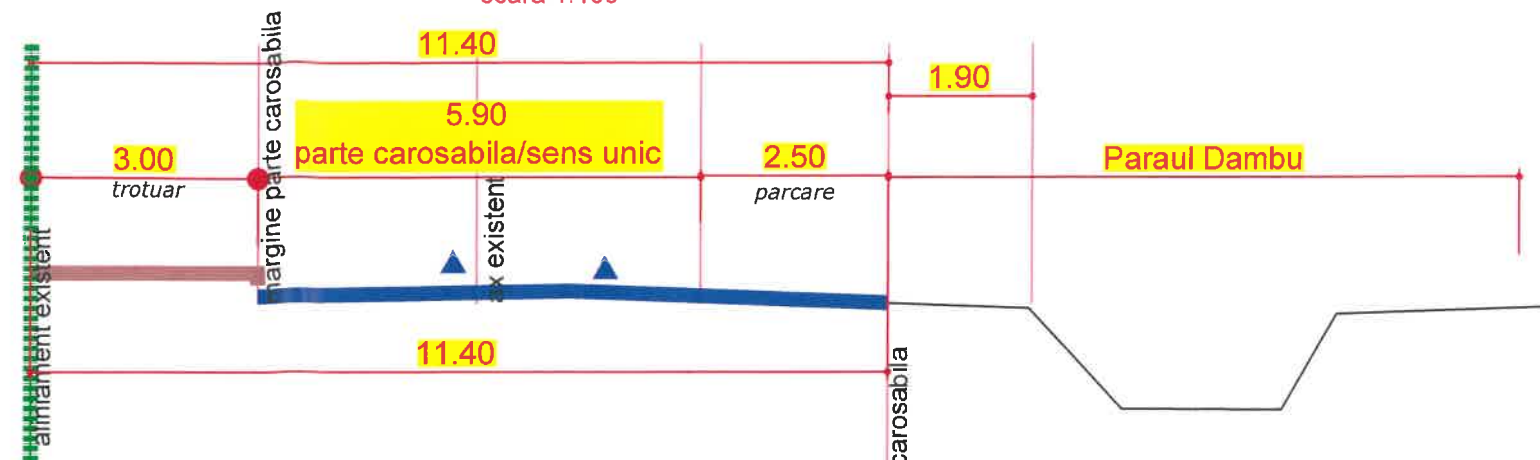 11.40
1.90
5.90
parte carosabila/sens unic
3.00
trotuar
2.50
parcare
Paraul Dambu
margine parte carosabila
ax existent
aliniament existent
11.40
carosabila